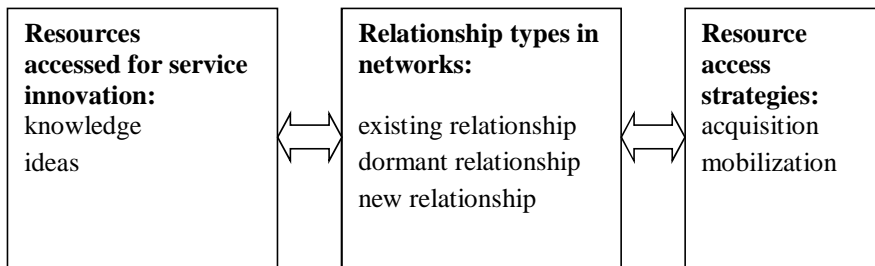 Resources
accessed for service
innovation:
knowledge
ideas
Relationship types in
networks:
existing relationship
dormant relationship
new relationship
Resource
access
strategies:
acquisition
mobilization